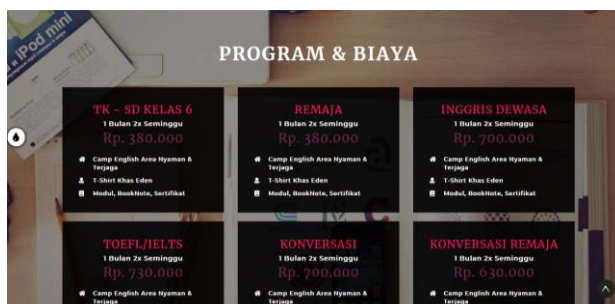 и iPod mini
PROGRAM & BIAYA
TK - SD KELAS 6
1 Bulan 2x Seminggu
Rp. 380.000
Camp English Area Nyaman &
Terjaga
T-Shirt Khas Eden
Modul, BookNote, Sertifikat
REMAJA
1 Bulan 2x Seminggu
Rp. 380.000
Camp English Area Nyaman &
Terjaga
T-Shirt Khas Eden
Modul, BookNote, Sertifikat
INGGRIS DEWASA
1 Bulan 2x Seminggu
Rp. 700.000
Camp English Area Nyaman &
Terjaga
T-Shirt Khas Eden
Modul, BookNote, Sertifikat
TOEFL/IELTS
1 Bulan 2x Seminggu
Rp. 730.000
Camp English Area Nyaman &
Terjaga
KONVERSASI
1 Bulan 2x Seminggu
Rp. 700.000
Camp English Area Nyaman &
Terjaga
KONVERSASI REMAJA
1 Bulan 2x Seminggu
Rp. 630.000
Camp English Area Nyaman &
Terjaga